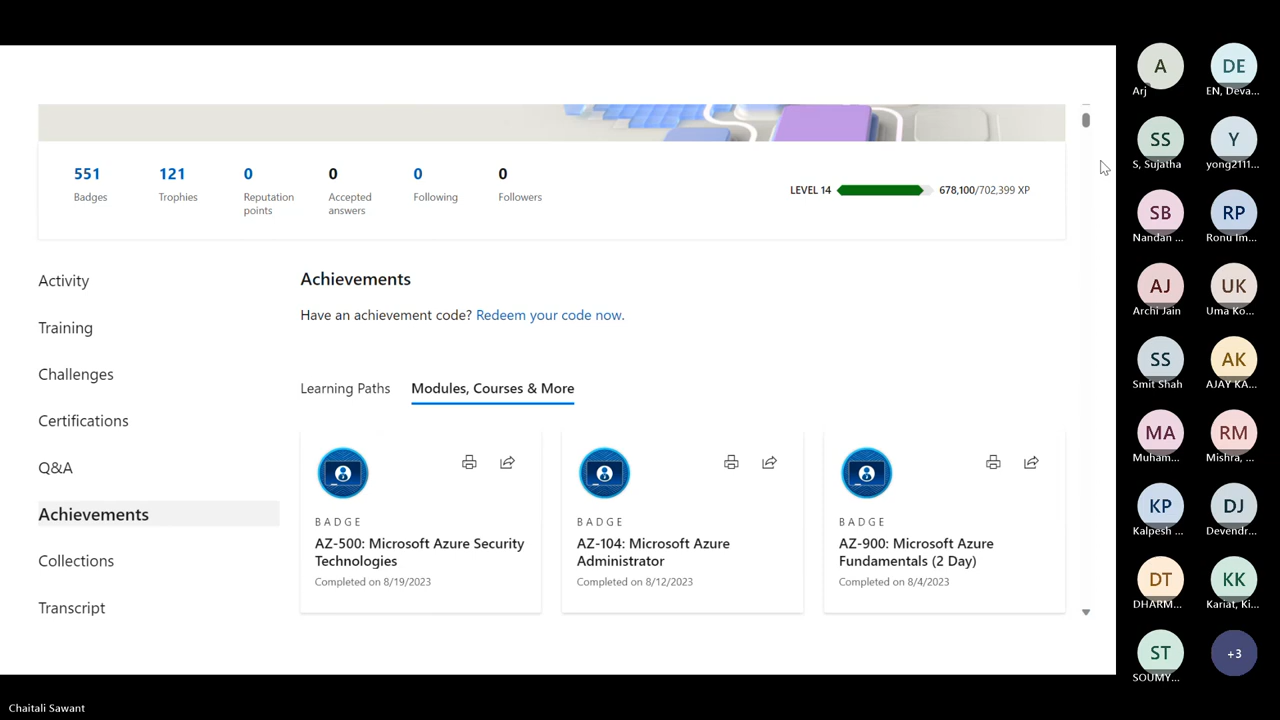 551
Badges
121
Trophies
0
Reputation
points
0
Accepted
answers
0
Following
0
Followers
LEVEL 14
678,100/702,399 XP
Activity
Training
Challenges
Certifications
Q&A
Achievements
Collections
Transcript
Achievements
Have an achievement code? Redeem your code now.
Learning Paths
Modules, Courses & More
BADGE
AZ-500: Microsoft Azure Security
Technologies
Completed on 8/19/2023
BADGE
AZ-104: Microsoft Azure
Administrator
Completed on 8/12/2023
BADGE
AZ-900: Microsoft Azure
Fundamentals (2 Day)
Completed on 8/4/2023
A
Arj
DE
EN, Deva...
SS
S, Sujatha
Y
yong2111...
SB
Nandan ...
RP
Ronu Im...
AJ
Archi Jain
UK
Uma Ko...
SS
Smit Shah
AK
AJAY KA...
MA
Muham...
RM
Mishra, ...
KP
Kalpesh ...
DJ
Devendr...
DT
DHARM...
KK
Kariat, Ki...
ST
SOUMY...
+3
Chaitali Sawant